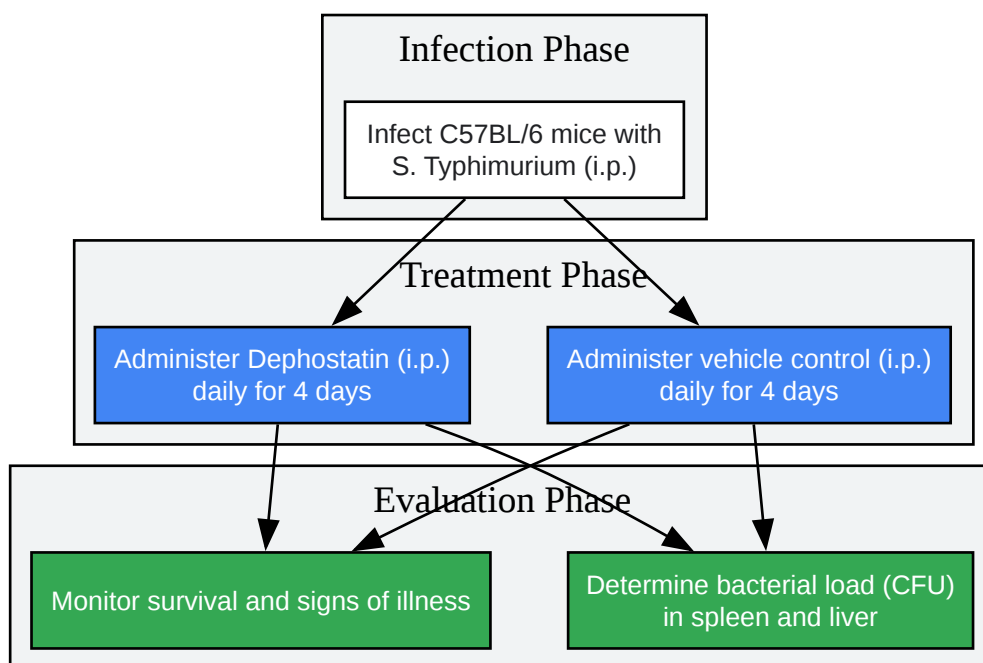 Infection Phase
Infect C57BL/6 mice with
S. Typhimurium (i.p.)
Treatment Phase
Administer Dephostatin (i.p.)
daily for 4 days
Administer vehicle control (i.p.)
daily for 4 days
Evaluation Phase
Monitor survival and signs of illness
Determine bacterial load (CFU)
in spleen and liver